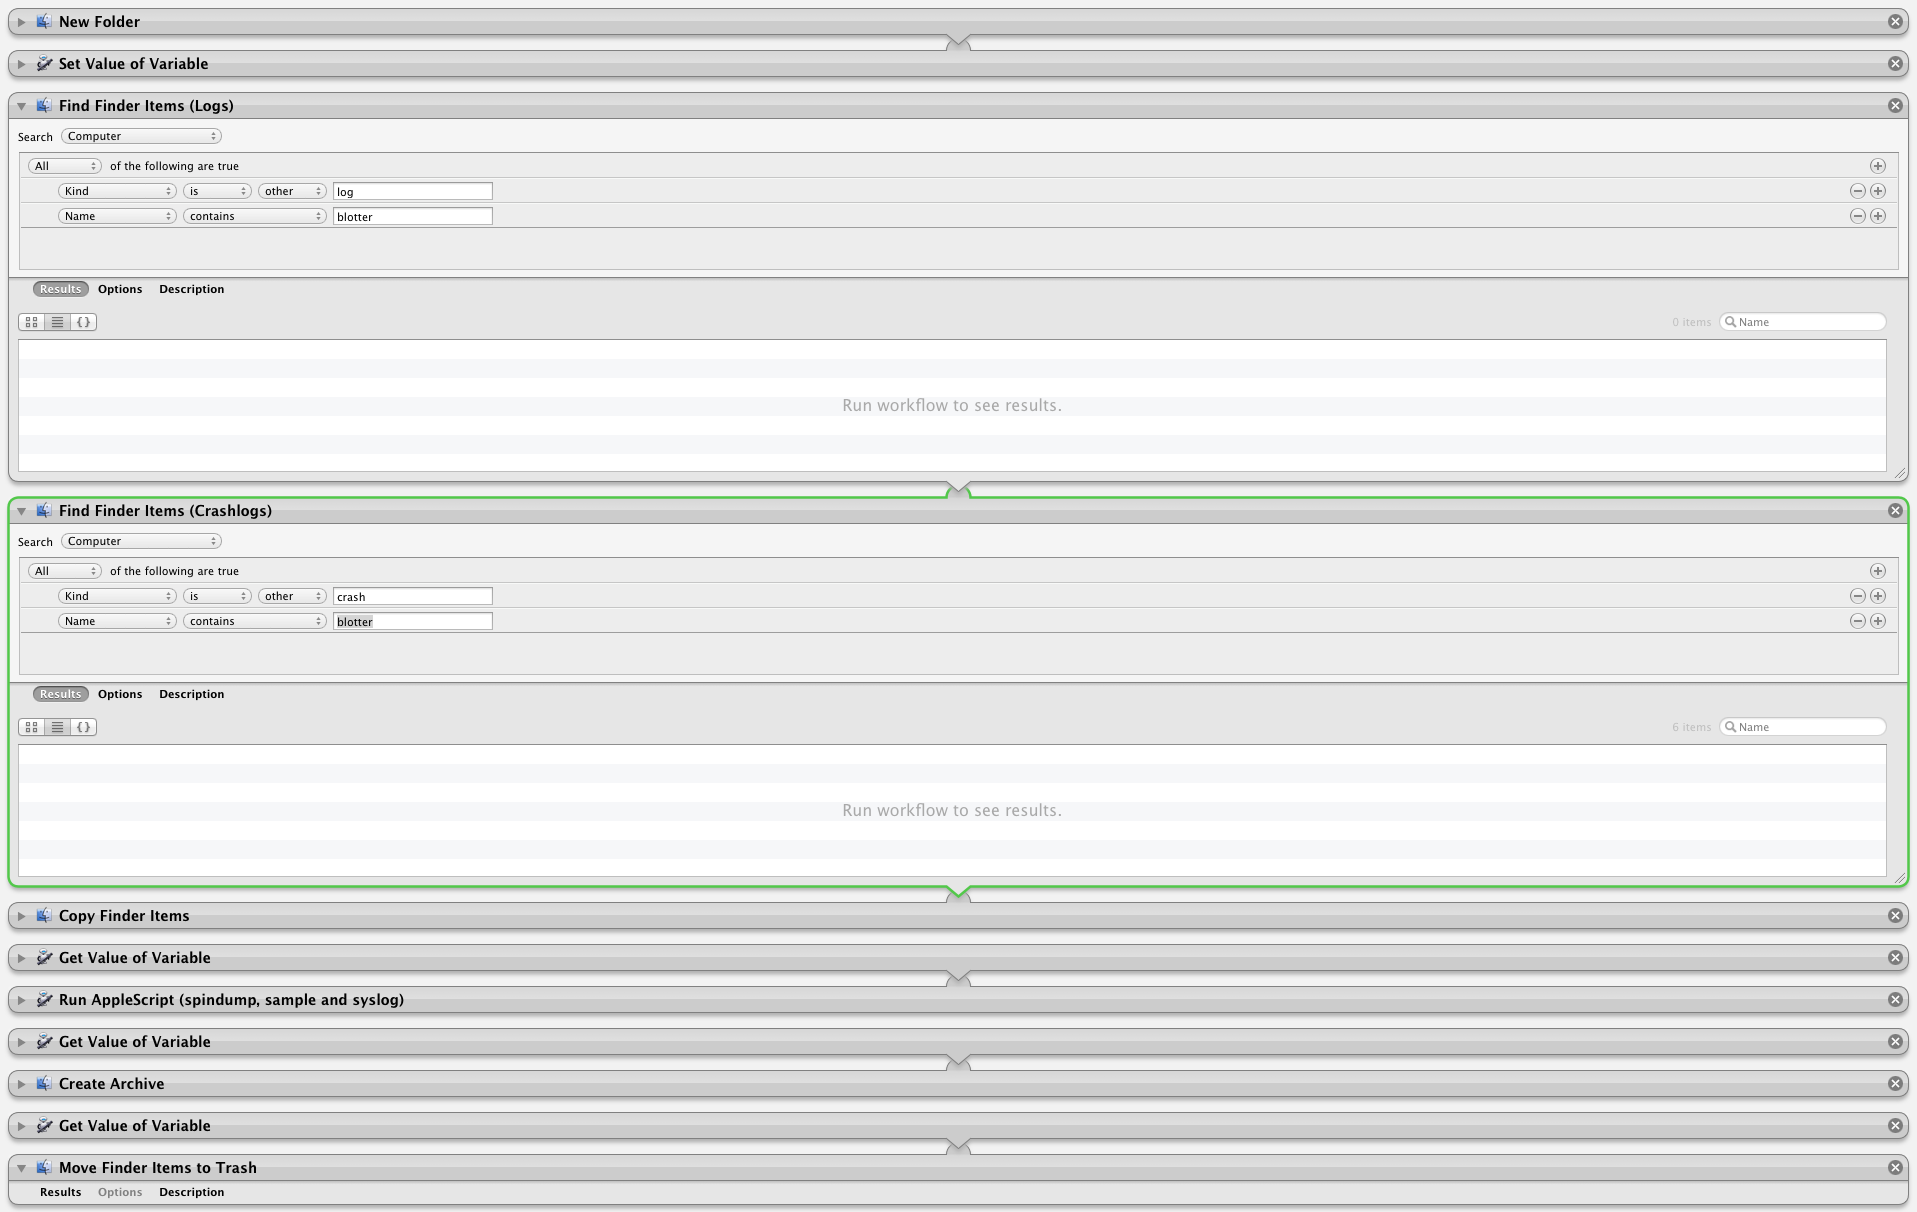 New Folder
Set Value of Variable
Find Finder Items (Logs)
Search Computer
All of the following are true
Kind is other log
Name contains blotter
Results Options Description
0 items Name
Run workflow to see results.
Find Finder Items (Crashlogs)
Search Computer
All of the following are true
Kind is other crash
Name contains blotter
Results Options Description
6 items Name
Run workflow to see results.
Copy Finder Items
Get Value of Variable
Run AppleScript (spindump, sample and syslog)
Get Value of Variable
Create Archive
Get Value of Variable
Move Finder Items to Trash
Results Options Description